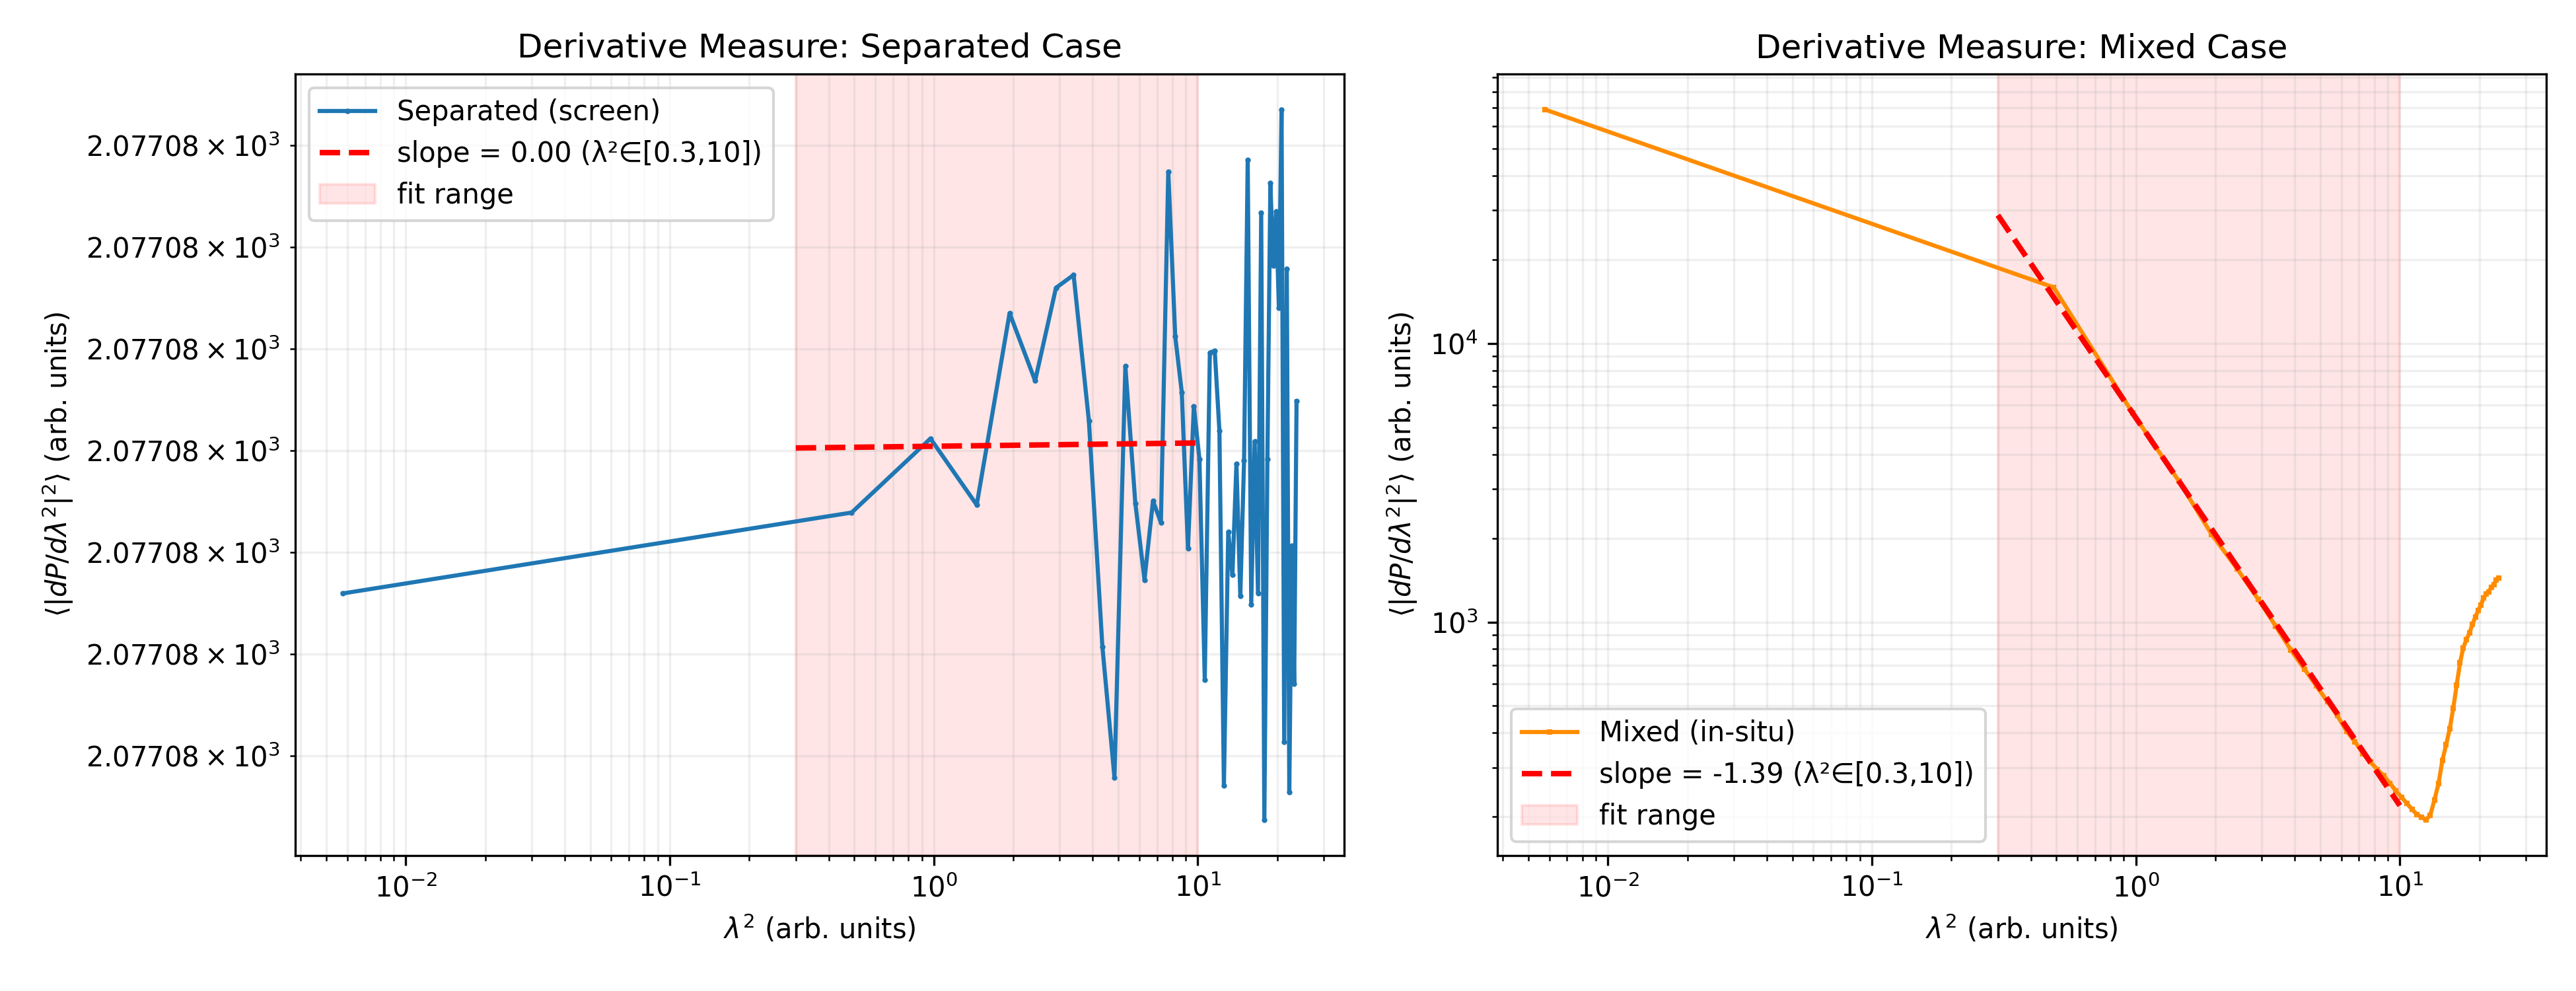 Derivative Measure: Separated Case
⟨|dP/dλ²|²⟩ (arb. units)
2.07708 × 10³
2.07708 × 10³
2.07708 × 10³
2.07708 × 10³
2.07708 × 10³
2.07708 × 10³
2.07708 × 10³
Separated (screen)
slope = 0.00 (λ²∈[0.3,10])
fit range
10⁻² 10⁻¹ 10⁰ 10¹
λ² (arb. units)
Derivative Measure: Mixed Case
⟨|dP/dλ²|²⟩ (arb. units)
10⁴
10³
Mixed (in-situ)
slope = -1.39 (λ²∈[0.3,10])
fit range
10⁻² 10⁻¹ 10⁰ 10¹
λ² (arb. units)